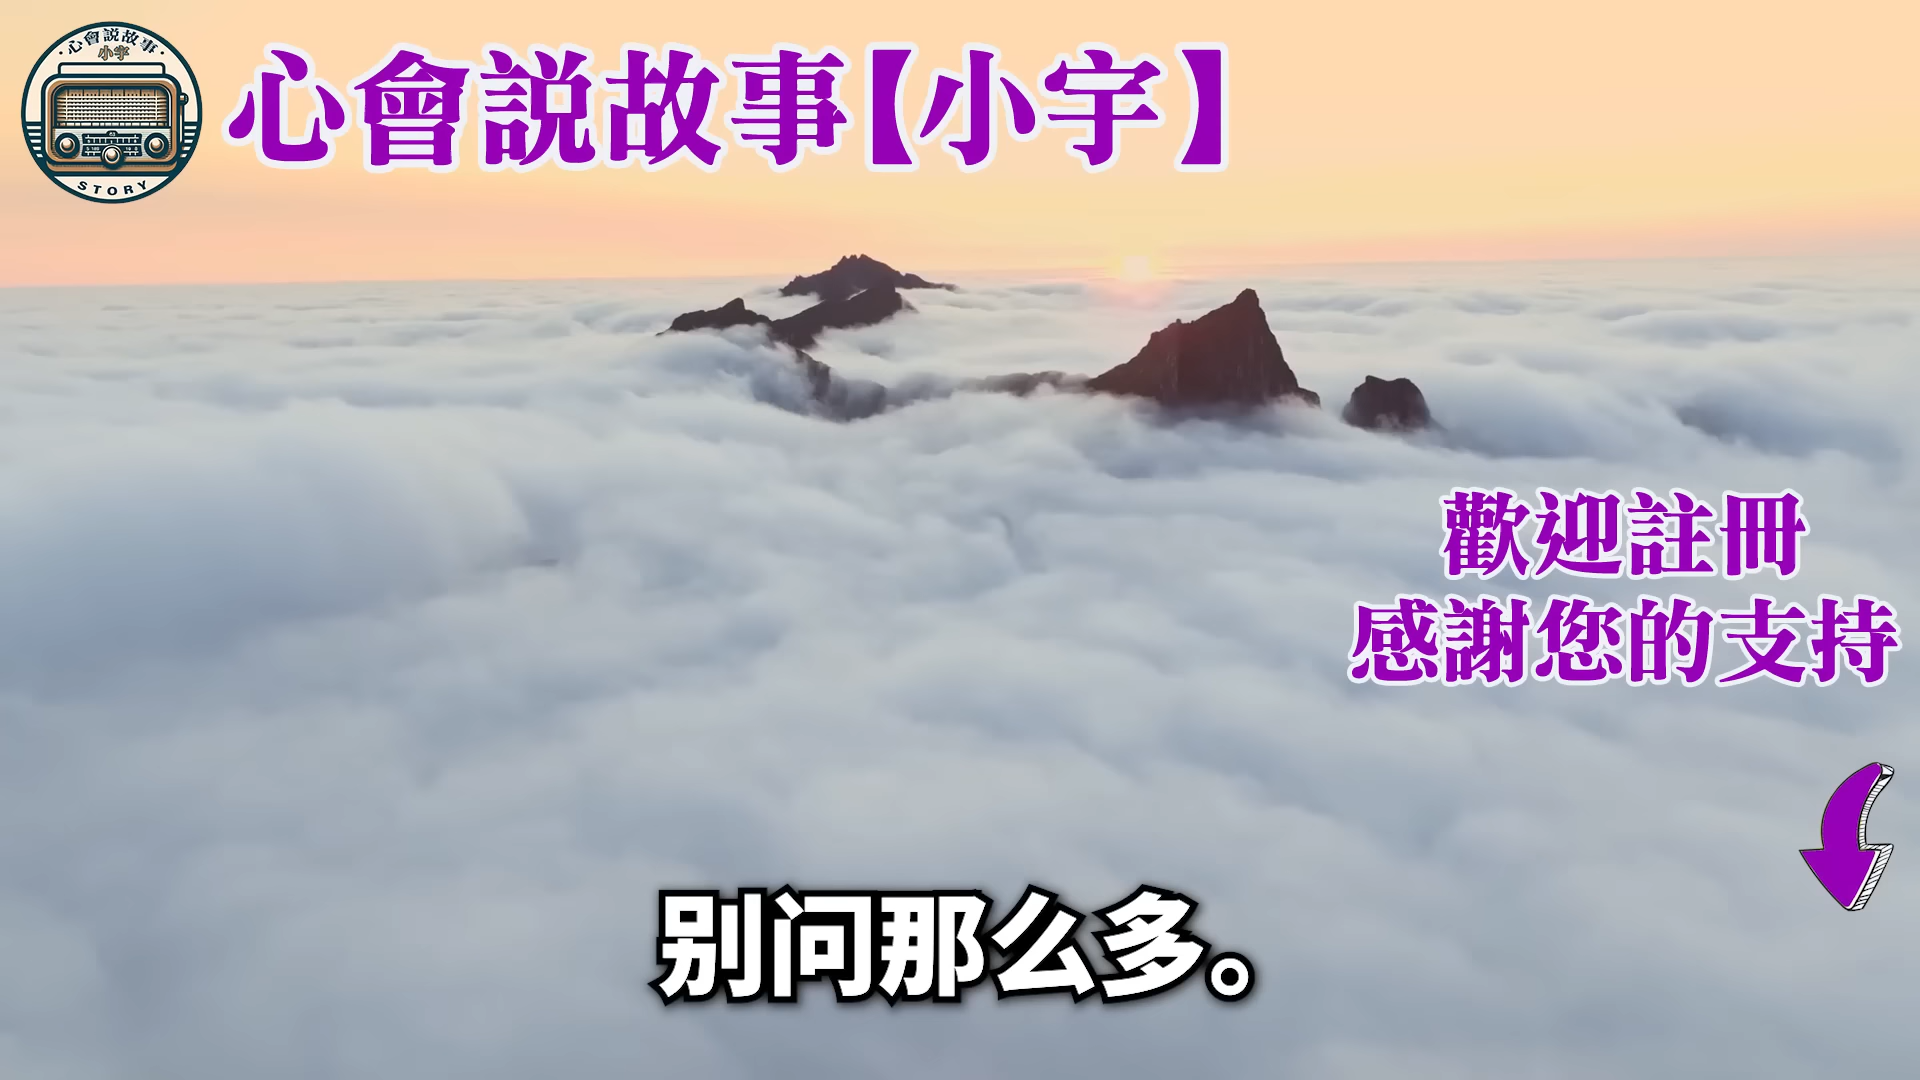 ·心會説故事·
小宇
STORY
心會説故事【小宇】
歡迎註冊
感謝您的支持
别问那么多。